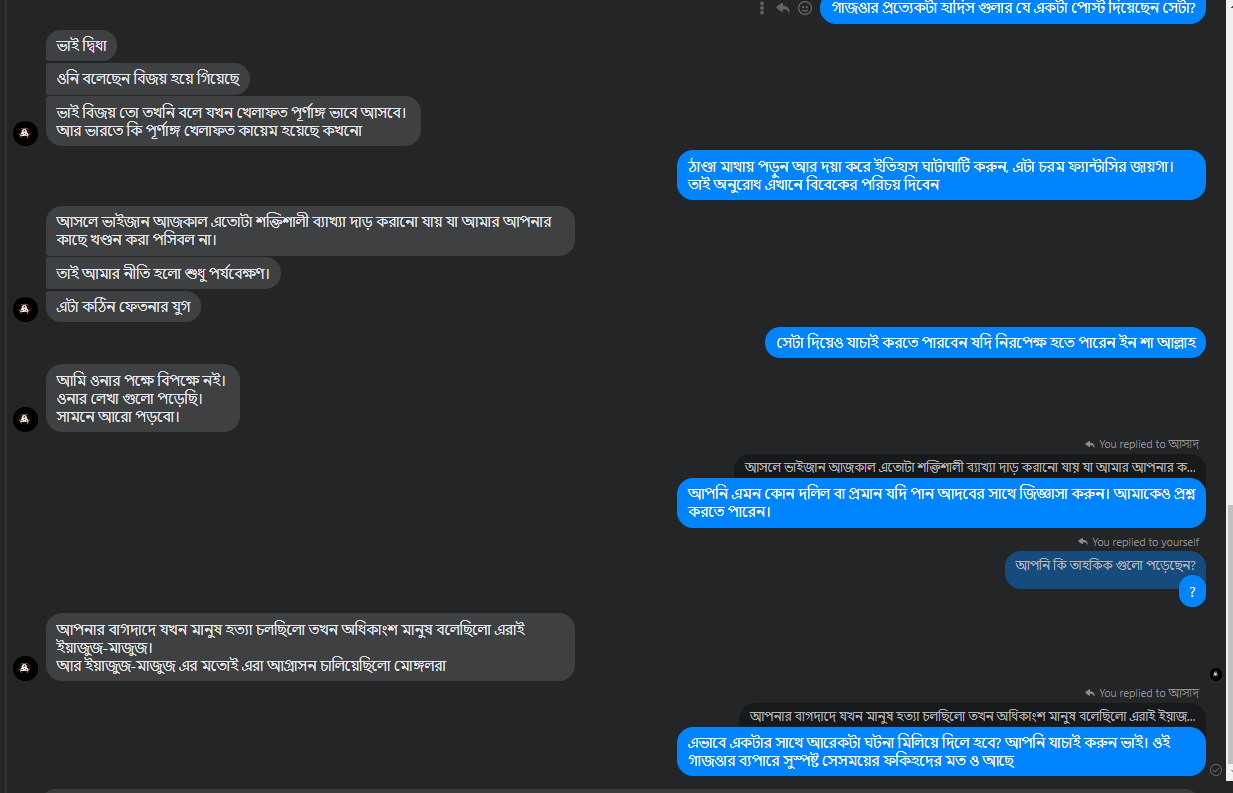 গাজওার প্রত্যেকটা হাদিস গুলার যে একটা পোস্ট দিয়েছেন সেটা?
ভাই দ্বিধা
ওনি বলেছেন বিজয় হয়ে গিয়েছে
ভাই বিজয় তো তখনি বলে যখন খেলাফত পূর্ণাঙ্গ ভাবে আসবে।
আর ভারতে কি পূর্ণাঙ্গ খেলাফত কায়েম হয়েছে কখনো
ঠাণ্ডা মাথায় পড়ুন আর দয়া করে ইতিহাস ঘাটাঘাটি করুন, এটা চরম ফ্যান্টাসির জায়গা।
তাই অনুরোধ এখানে বিবেকের পরিচয় দিবেন
আসলে ভাইজান আজকাল এতোটা শক্তিশালী ব্যাখ্যা দাড় করানো যায় যা আমার আপনার
কাছে খণ্ডন করা পসিবল না।
তাই আমার নীতি হলো শুধু পর্যবেক্ষণ।
এটা কঠিন ফেতনার যুগ
সেটা দিয়েও যাচাই করতে পারবেন যদি নিরপেক্ষ হতে পারেন ইন শা আল্লাহ
আমি ওনার পক্ষে বিপক্ষে নই।
ওনার লেখা গুলো পড়েছি।
সামনে আরো পড়বো।
You replied to আসাদ
আসলে ভাইজান আজকাল এতোটা শক্তিশালী ব্যাখ্যা দাড় করানো যায় যা আমার আপনার ক...
আপনি এমন কোন দলিল বা প্রমান যদি পান আদবের সাথে জিজ্ঞাসা করুন। আমাকেও প্রশ্ন
করতে পারেন।
You replied to yourself
আপনি কি তাহকিক গুলো পড়েছেন?
?
আপনার বাগদাদে যখন মানুষ হত্যা চলছিলো তখন অধিকাংশ মানুষ বলেছিলো এরাই
ইয়াজুজ-মাজুজ।
আর ইয়াজুজ-মাজুজ এর মতোই এরা আগ্রাসন চালিয়েছিলো মোঙ্গলরা
You replied to আসাদ
আপনার বাগদাদে যখন মানুষ হত্যা চলছিলো তখন অধিকাংশ মানুষ বলেছিলো এরাই ইয়াজ...
এভাবে একটার সাথে আরেকটা ঘটনা মিলিয়ে দিলে হবে? আপনি যাচাই করুন ভাই। ওই
গাজওার ব্যপারে সুস্পষ্ট সেসময়ের ফকিহদের মত ও আছে